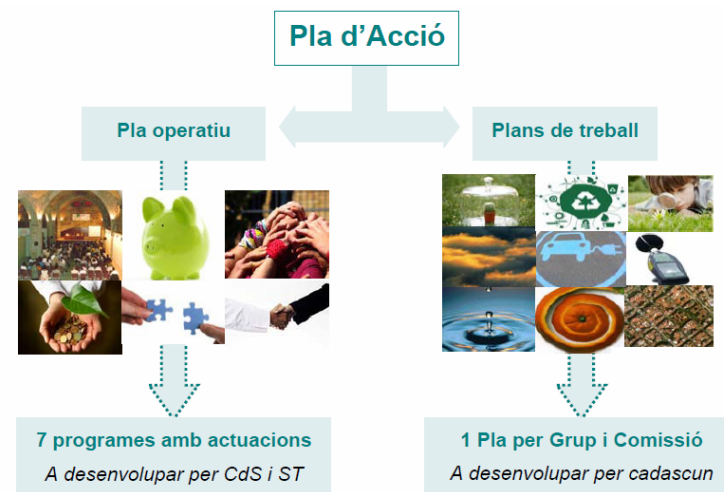 Pla d'Acció
Pla operatiu
Plans de treball
7 programes amb actuacions
A desenvolupar per CdS i ST
1 Pla per Grup i Comissió
A desenvolupar per cadascun